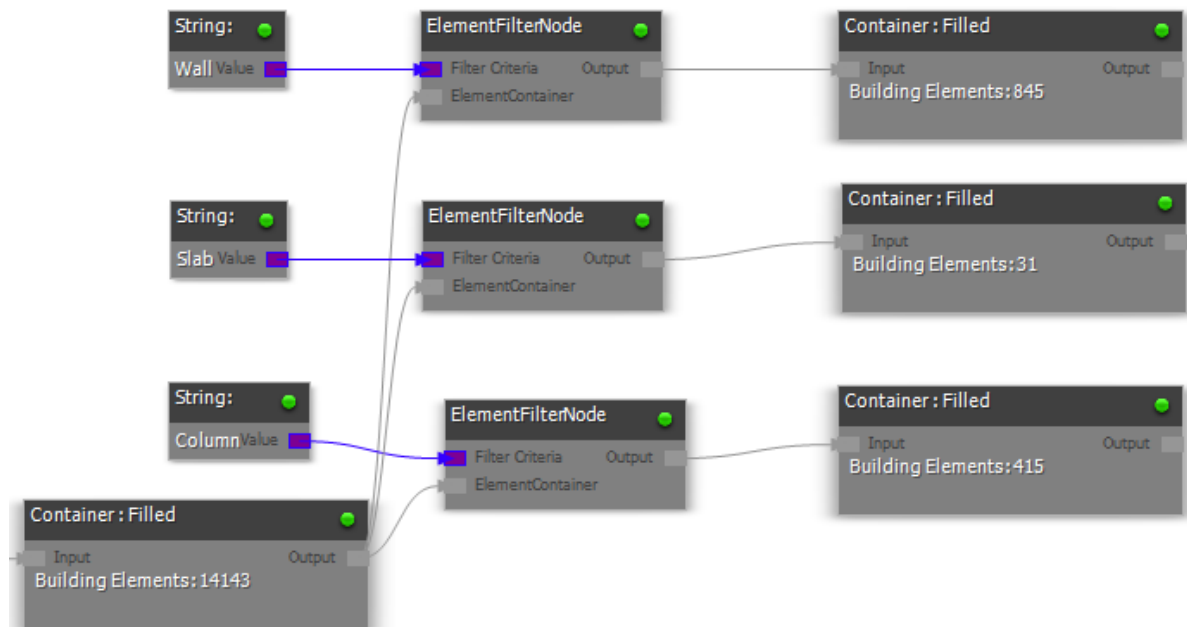 String:
Wall Value
ElementFilterNode
Filter Criteria Output
ElementContainer
Container : Filled
Input Output
Building Elements:845
String:
Slab Value
ElementFilterNode
Filter Criteria Output
ElementContainer
Container : Filled
Input Output
Building Elements:31
String:
Column Value
ElementFilterNode
Filter Criteria Output
ElementContainer
Container : Filled
Input Output
Building Elements:415
Container : Filled
Input Output
Building Elements:14143